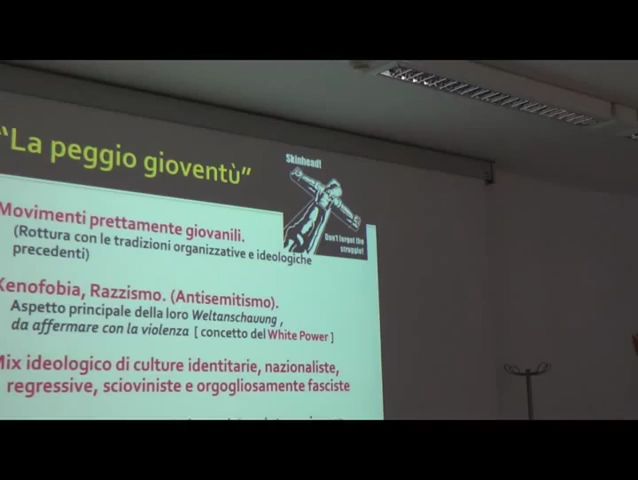 "La peggio gioventù"
Skinhead!
Don't forget the
struggle!
Movimenti prettamente giovanili.
(Rottura con le tradizioni organizzative e ideologiche
precedenti)
Xenofobia, Razzismo. (Antisemitismo).
Aspetto principale della loro Weltanschauung ,
da affermare con la violenza [ concetto del White Power ]
Mix ideologico di culture identitarie, nazionaliste,
regressive, scioviniste e orgogliosamente fasciste